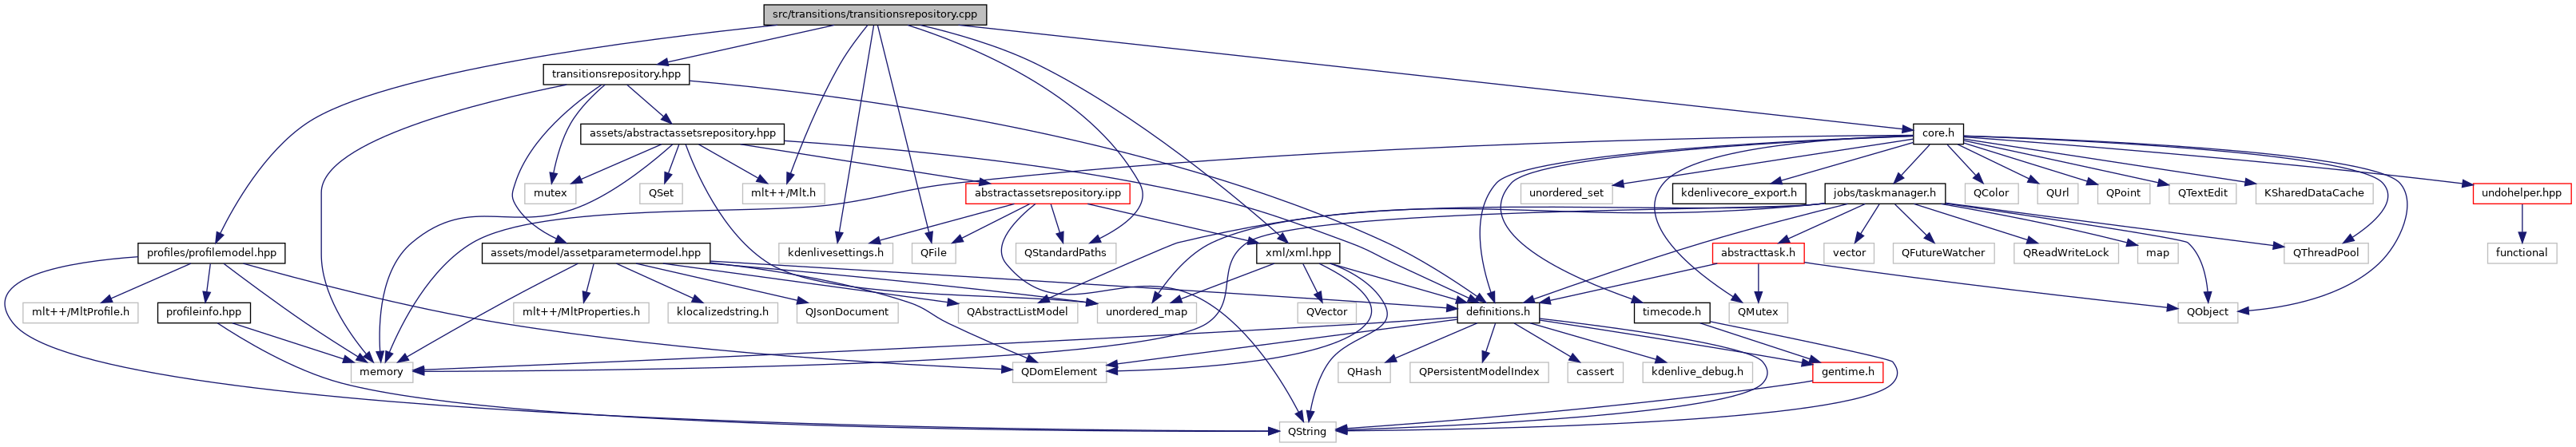 src/transitions/transitionsrepository.cpp
transitionsrepository.hpp
assets/abstractassetsrepository.hpp
core.h
mutex
QSet
mlt++/Mlt.h
abstractassetsrepository.ipp
unordered_set
kdenlivecore_export.h
jobs/taskmanager.h
QColor
QUrl
QPoint
QTextEdit
KSharedDataCache
undohelper.hpp
profiles/profilemodel.hpp
assets/model/assetparametermodel.hpp
kdenlivesettings.h
QFile
QStandardPaths
xml/xml.hpp
abstracttask.h
vector
QFutureWatcher
QReadWriteLock
map
QThreadPool
functional
mlt++/MltProfile.h
profileinfo.hpp
mlt++/MltProperties.h
klocalizedstring.h
QJsonDocument
QAbstractListModel
unordered_map
QVector
definitions.h
timecode.h
QMutex
QObject
memory
QDomElement
QHash
QPersistentModelIndex
cassert
kdenlive_debug.h
gentime.h
QString